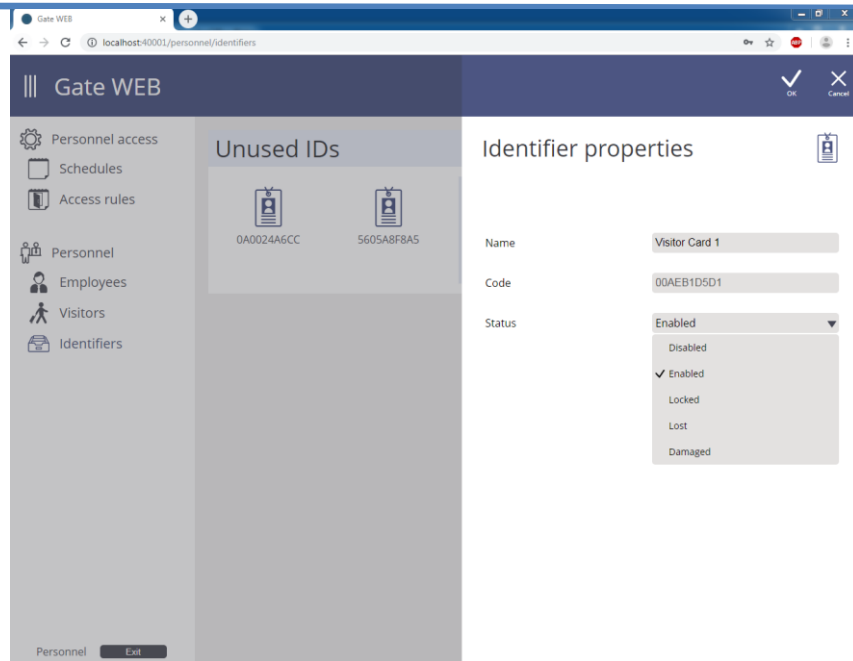 Gate WEB
localhost:40001/personnel/identifiers
ABP
Gate WEB
OK
Cancel
Personnel access
Schedules
Access rules
Personnel
Employees
Visitors
Identifiers
Unused IDs
0A0024A6CC
5605A8F8A5
Identifier properties
Name
Visitor Card 1
Code
00AEB1D5D1
Status
Enabled
Disabled
Enabled
Locked
Lost
Damaged
Personnel
Exit